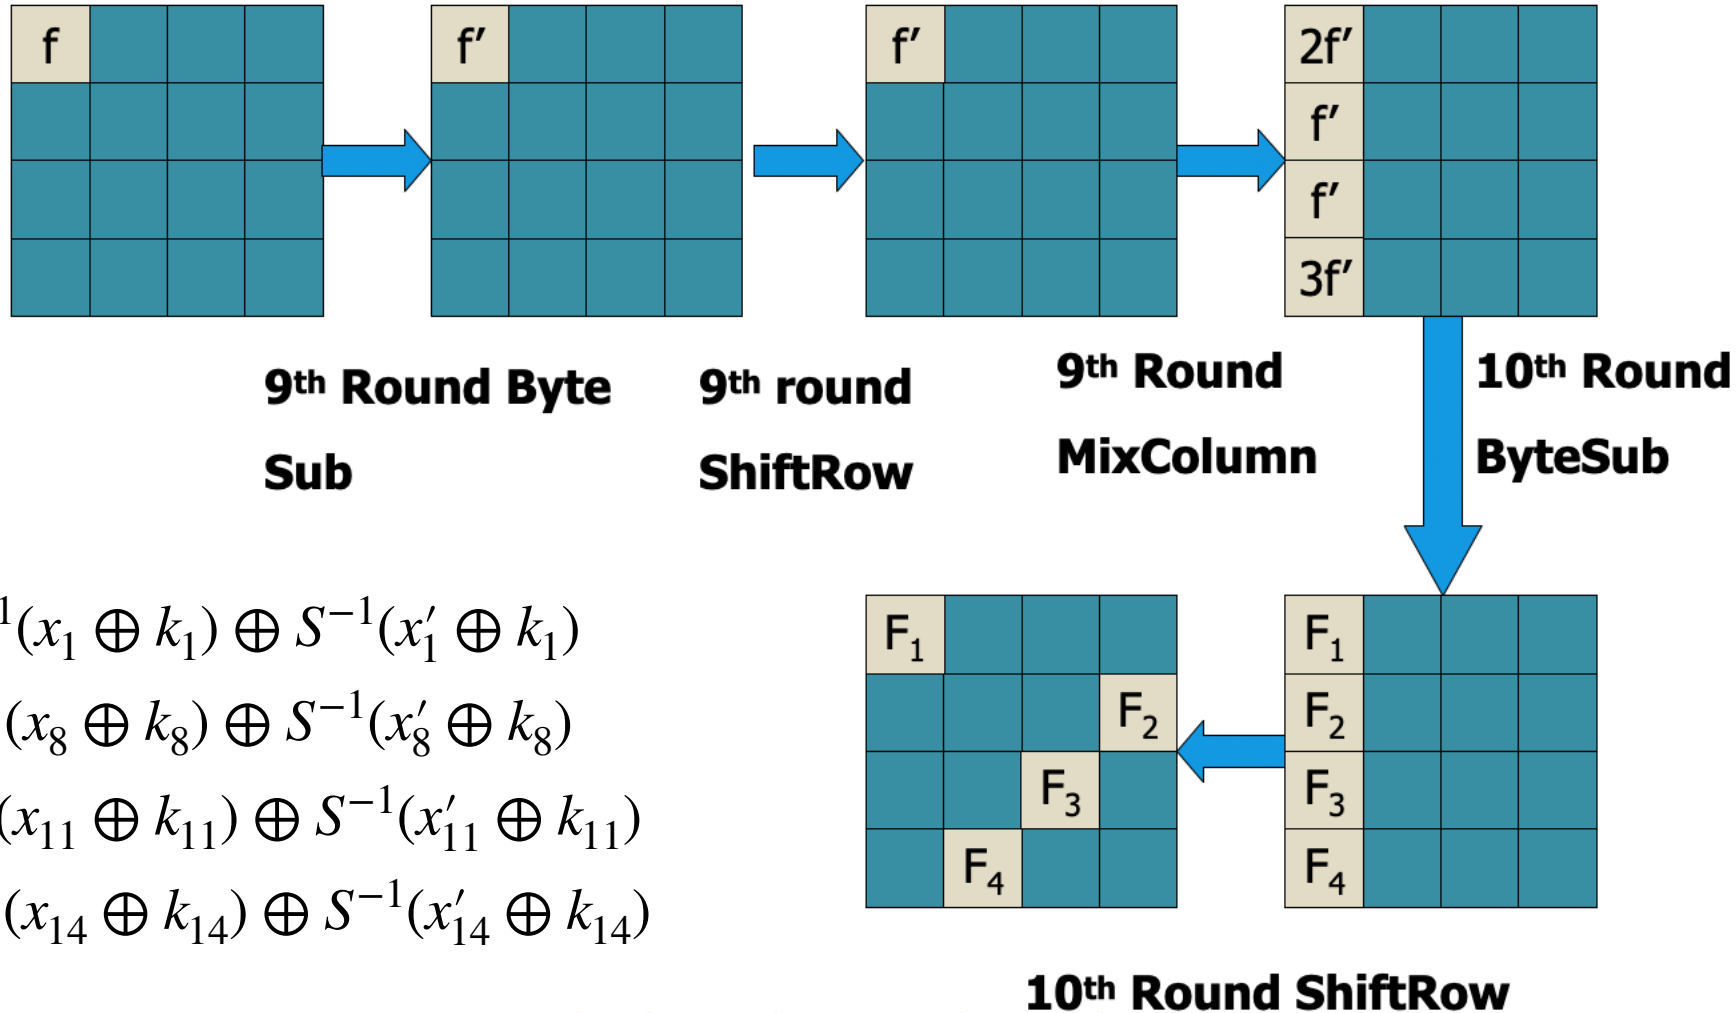 f
f′
f′
2f′
f′
f′
3f′
9th Round Byte
Sub
9th round
ShiftRow
9th Round
MixColumn
10th Round
ByteSub
¹(x₁ ⊕ k₁) ⊕ S⁻¹(x′₁ ⊕ k₁)
(x₈ ⊕ k₈) ⊕ S⁻¹(x′₈ ⊕ k₈)
(x₁₁ ⊕ k₁₁) ⊕ S⁻¹(x′₁₁ ⊕ k₁₁)
(x₁₄ ⊕ k₁₄) ⊕ S⁻¹(x′₁₄ ⊕ k₁₄)
F₁
F₂
F₃
F₄
F₁
F₂
F₃
F₄
10th Round ShiftRow